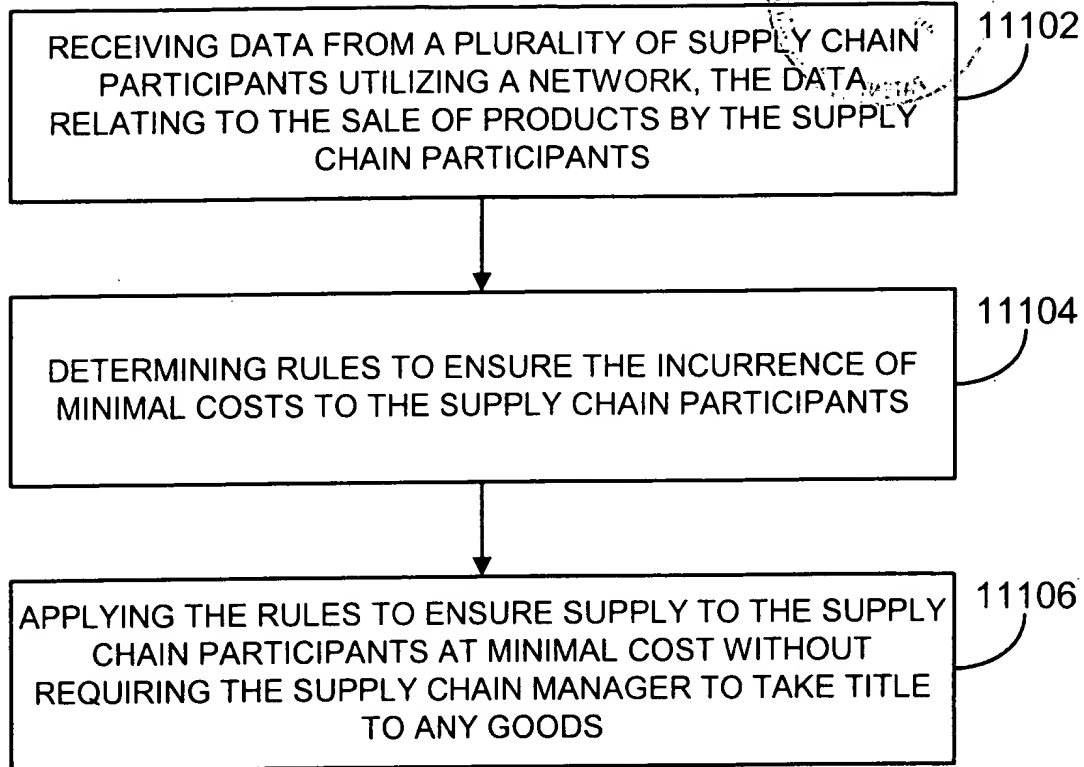 RECEIVING DATA FROM A PLURALITY OF SUPPLY CHAIN
PARTICIPANTS UTILIZING A NETWORK, THE DATA
RELATING TO THE SALE OF PRODUCTS BY THE SUPPLY
CHAIN PARTICIPANTS
11102
DETERMINING RULES TO ENSURE THE INCURRENCE OF
MINIMAL COSTS TO THE SUPPLY CHAIN PARTICIPANTS
11104
APPLYING THE RULES TO ENSURE SUPPLY TO THE SUPPLY
CHAIN PARTICIPANTS AT MINIMAL COST WITHOUT
REQUIRING THE SUPPLY CHAIN MANAGER TO TAKE TITLE
TO ANY GOODS
11106